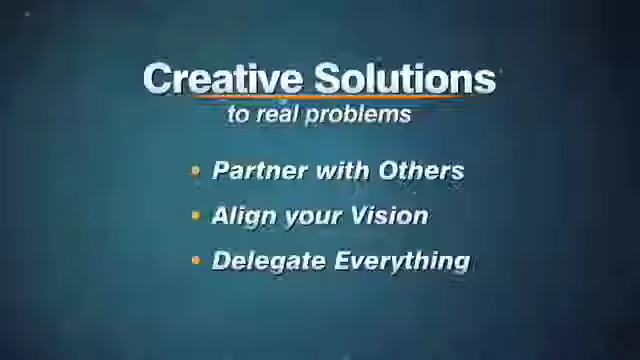 Creative Solutions
to real problems
• Partner with Others
• Align your Vision
• Delegate Everything